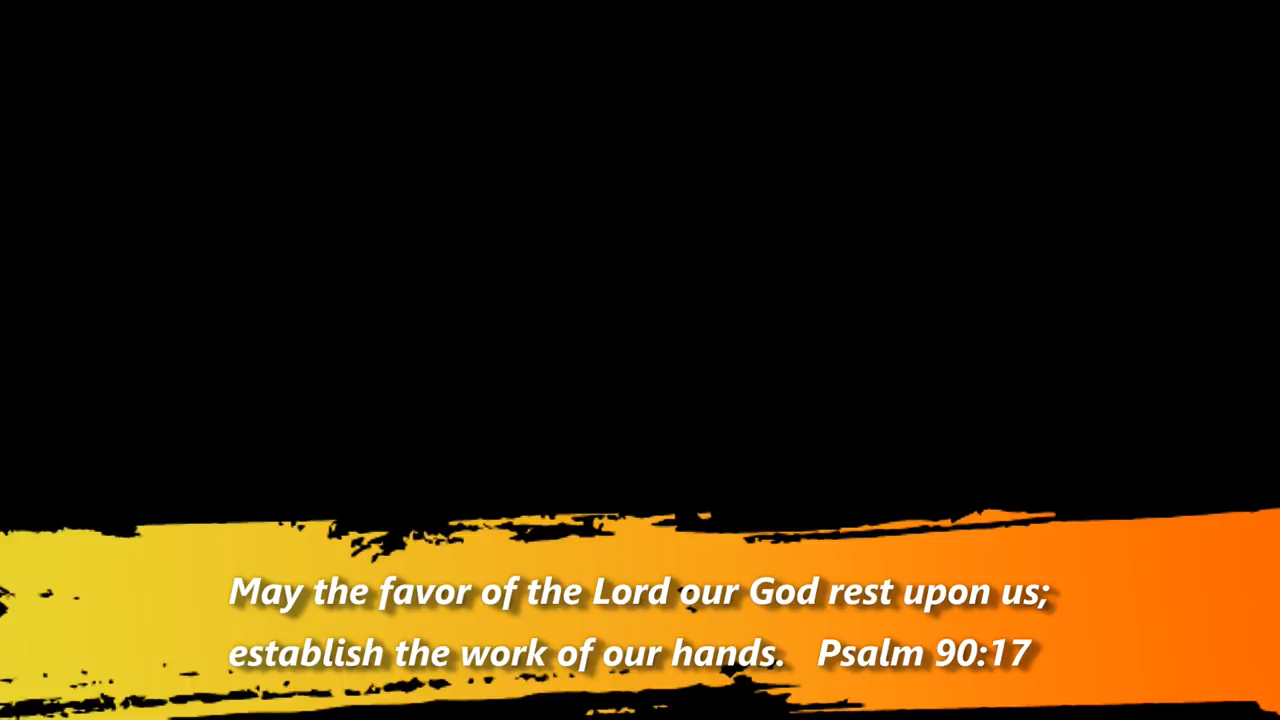 May the favor of the Lord our God rest upon us;
establish the work of our hands. Psalm 90:17